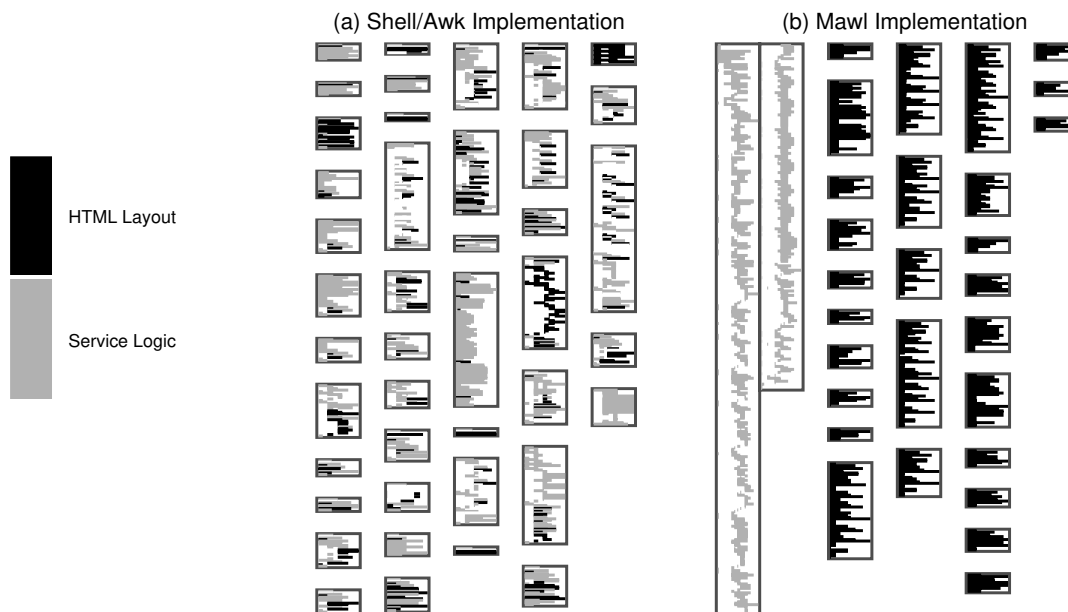 (a) Shell/Awk Implementation
(b) Mawl Implementation
HTML Layout
Service Logic